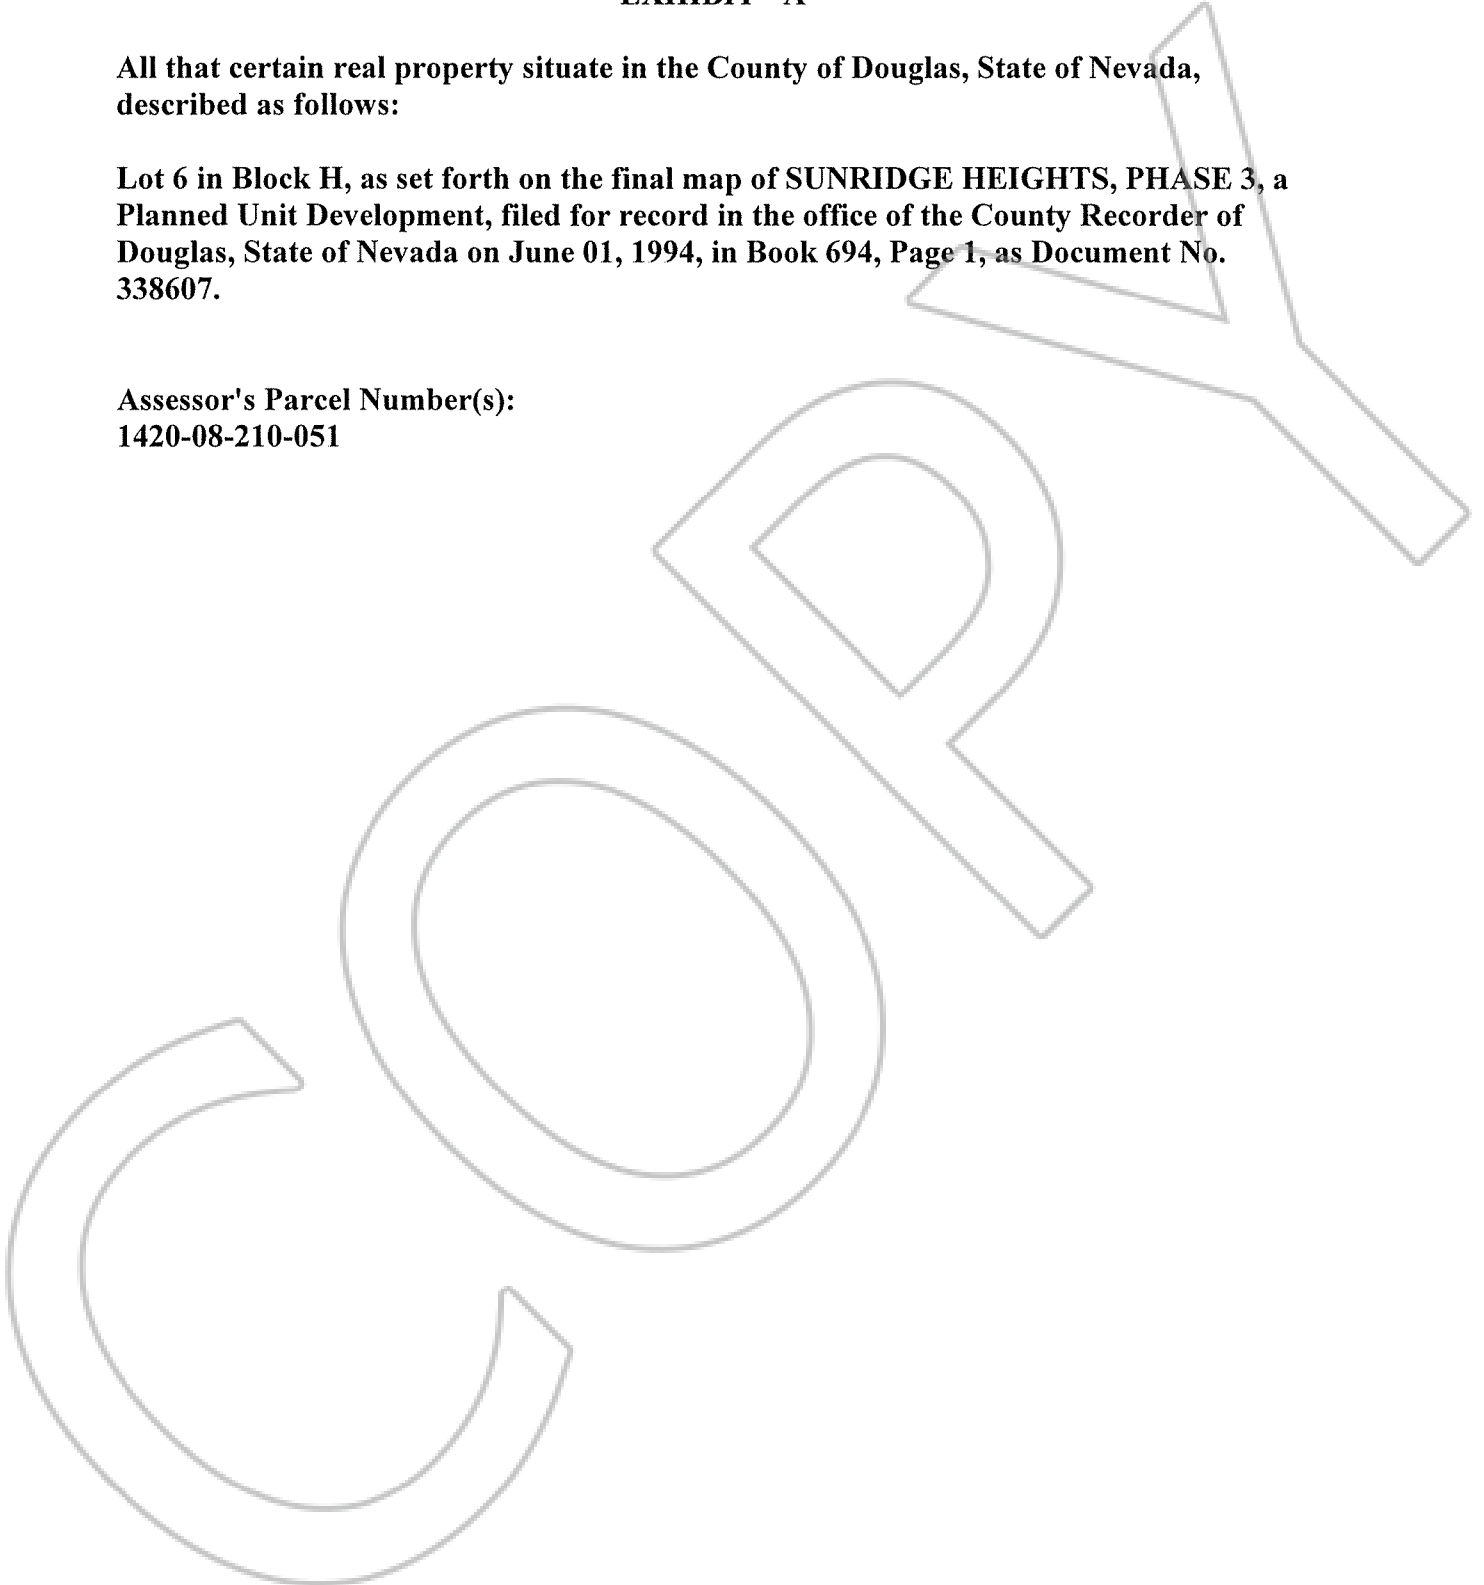 EXHIBIT "A"
All that certain real property situate in the County of Douglas, State of Nevada,
described as follows:
Lot 6 in Block H, as set forth on the final map of SUNRIDGE HEIGHTS, PHASE 3, a
Planned Unit Development, filed for record in the office of the County Recorder of
Douglas, State of Nevada on June 01, 1994, in Book 694, Page 1, as Document No.
338607.
Assessor's Parcel Number(s):
1420-08-210-051
COPY